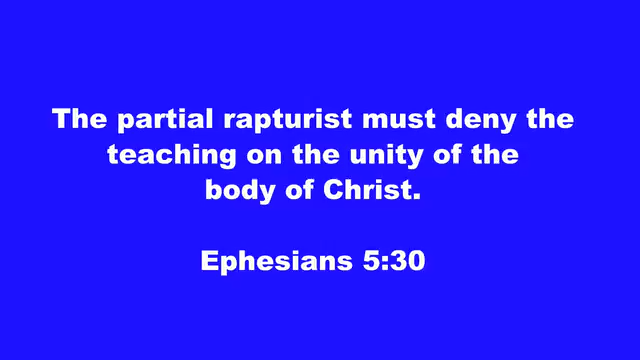 The partial rapturist must deny the
teaching on the unity of the
body of Christ.
Ephesians 5:30